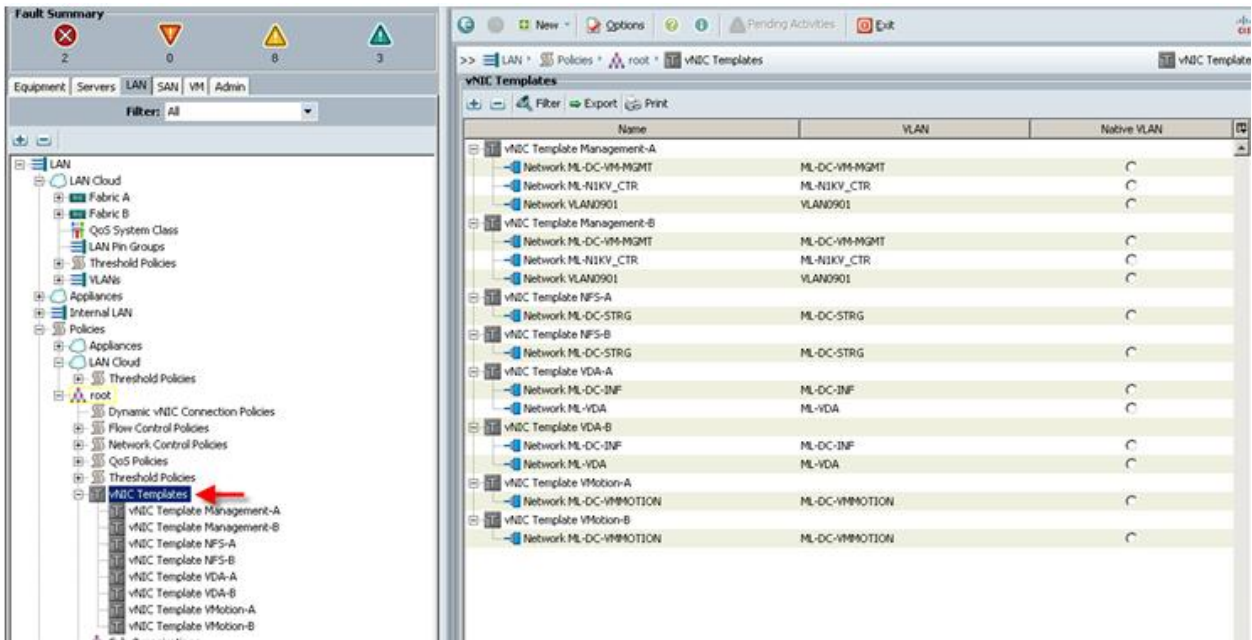 Fault Summary
2 0 8 3
Equipment Servers LAN SAN VM Admin
Filter: All
LAN
LAN Cloud
Fabric A
Fabric B
QoS System Class
LAN Pin Groups
Threshold Policies
VLANs
Appliances
Internal LAN
Policies
Appliances
LAN Cloud
Threshold Policies
root
Dynamic vNIC Connection Policies
Flow Control Policies
Network Control Policies
QoS Policies
Threshold Policies
vNIC Templates
vNIC Template Management-A
vNIC Template Management-B
vNIC Template NFS-A
vNIC Template NFS-B
vNIC Template VDA-A
vNIC Template VDA-B
vNIC Template VMotion-A
vNIC Template VMotion-B
New Options Pending Activities Exit
>> LAN Policies root vNIC Templates vNIC Template
vNIC Templates
Filter Export Print
Name VLAN Native VLAN
vNIC Template Management-A
Network ML-DC-VM-MGMT ML-DC-VM-MGMT
Network ML-N1KV_CTR ML-N1KV_CTR
Network VLAN0901 VLAN0901
vNIC Template Management-B
Network ML-DC-VM-MGMT ML-DC-VM-MGMT
Network ML-N1KV_CTR ML-N1KV_CTR
Network VLAN0901 VLAN0901
vNIC Template NFS-A
Network ML-DC-STRG ML-DC-STRG
vNIC Template NFS-B
Network ML-DC-STRG ML-DC-STRG
vNIC Template VDA-A
Network ML-DC-INF ML-DC-INF
Network ML-VDA ML-VDA
vNIC Template VDA-B
Network ML-DC-INF ML-DC-INF
Network ML-VDA ML-VDA
vNIC Template VMotion-A
Network ML-DC-VMMOTION ML-DC-VMMOTION
vNIC Template VMotion-B
Network ML-DC-VMMOTION ML-DC-VMMOTION